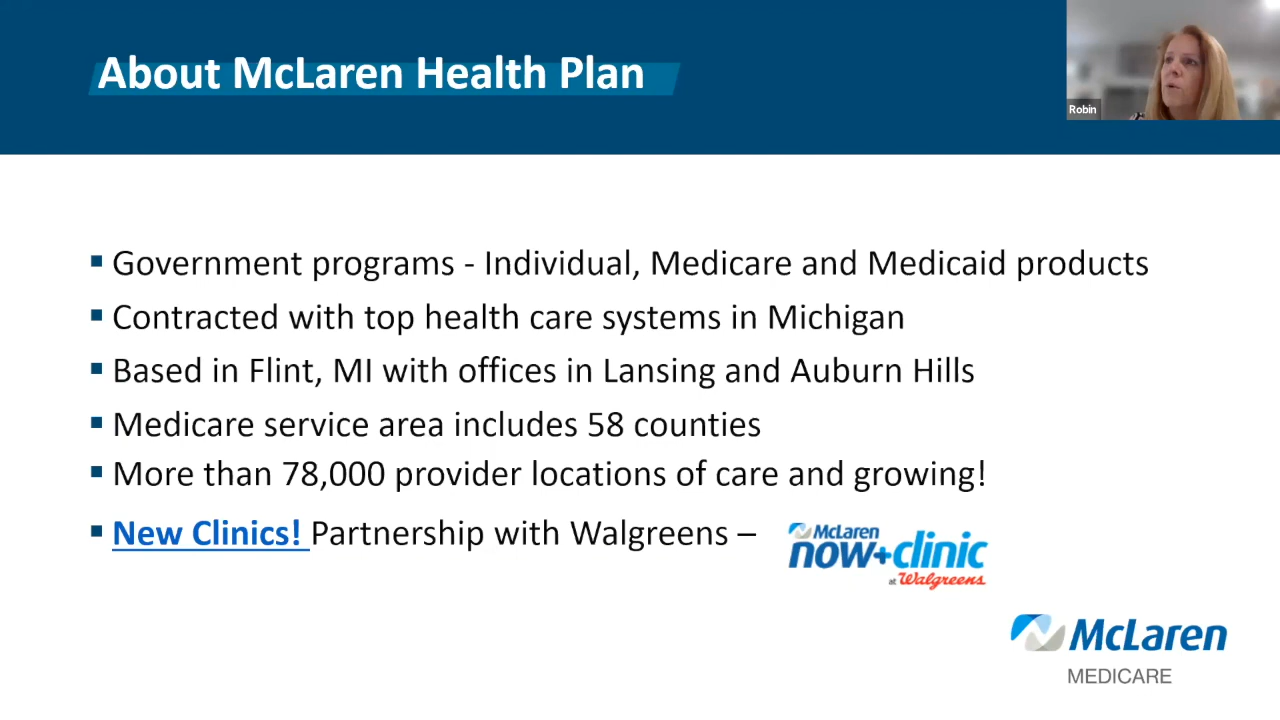 About McLaren Health Plan
Robin
Government programs - Individual, Medicare and Medicaid products
Contracted with top health care systems in Michigan
Based in Flint, MI with offices in Lansing and Auburn Hills
Medicare service area includes 58 counties
More than 78,000 provider locations of care and growing!
New Clinics! Partnership with Walgreens –
McLaren
now+clinic
at Walgreens
McLaren
MEDICARE